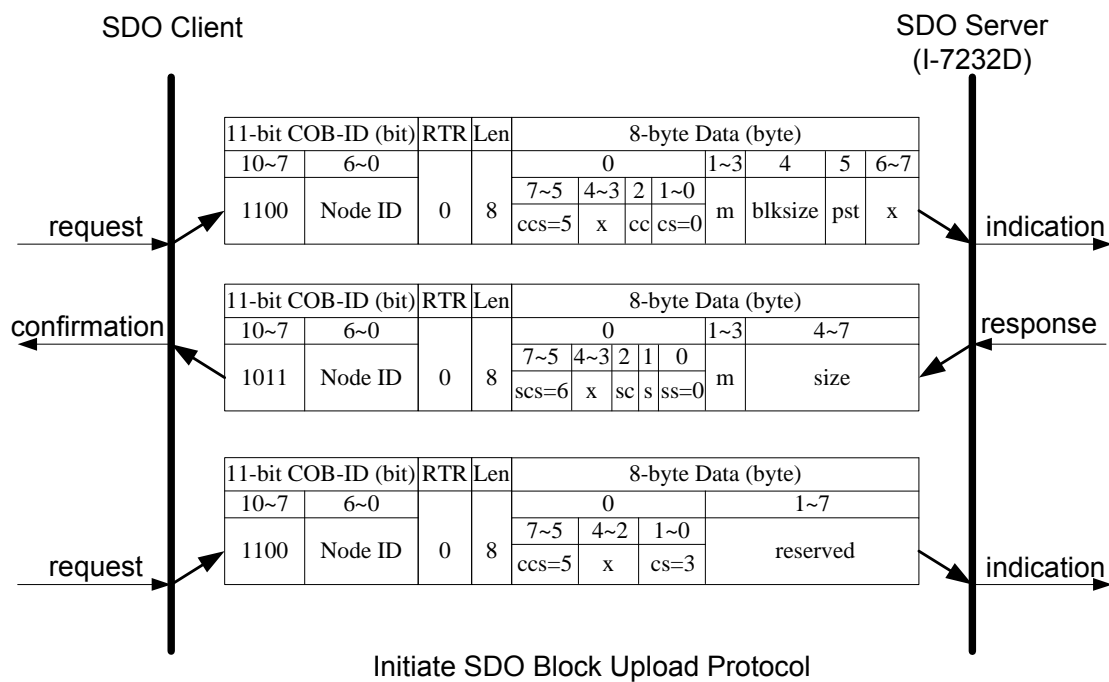 SDO Client
SDO Server
(I-7232D)
11-bit COB-ID (bit) RTR Len 8-byte Data (byte)
10~7 6~0 0 1~3 4 5 6~7
7~5 4~3 2 1~0
1100 Node ID 0 8 m blksize pst x
ccs=5 x cc cs=0
request
indication
11-bit COB-ID (bit) RTR Len 8-byte Data (byte)
10~7 6~0 0 1~3 4~7
7~5 4~3 2 1 0
1011 Node ID 0 8 m size
scs=6 x sc s ss=0
confirmation
response
11-bit COB-ID (bit) RTR Len 8-byte Data (byte)
10~7 6~0 0 1~7
7~5 4~2 1~0
1100 Node ID 0 8 reserved
ccs=5 x cs=3
request
indication
Initiate SDO Block Upload Protocol